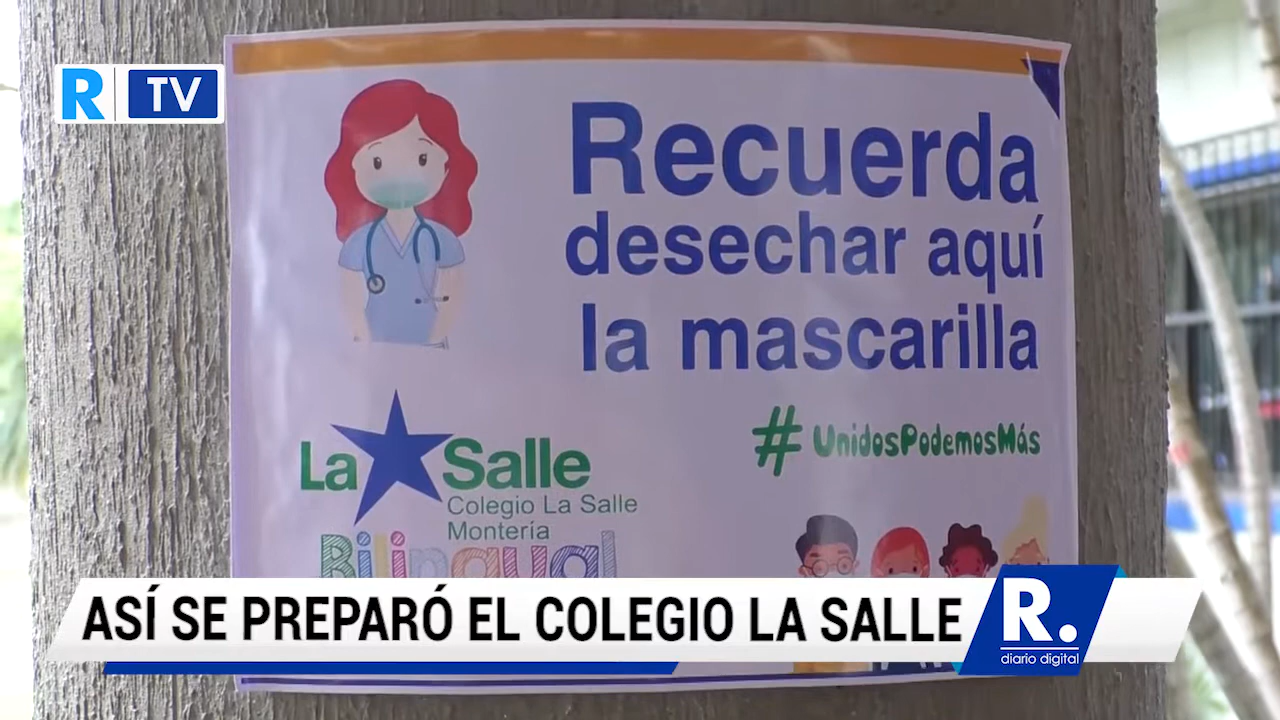 R TV
Recuerda
desechar aquí
la mascarilla
#UnidosPodemosMás
La Salle
Colegio La Salle
Montería
Bilingual
ASÍ SE PREPARÓ EL COLEGIO LA SALLE
R.
diario digital